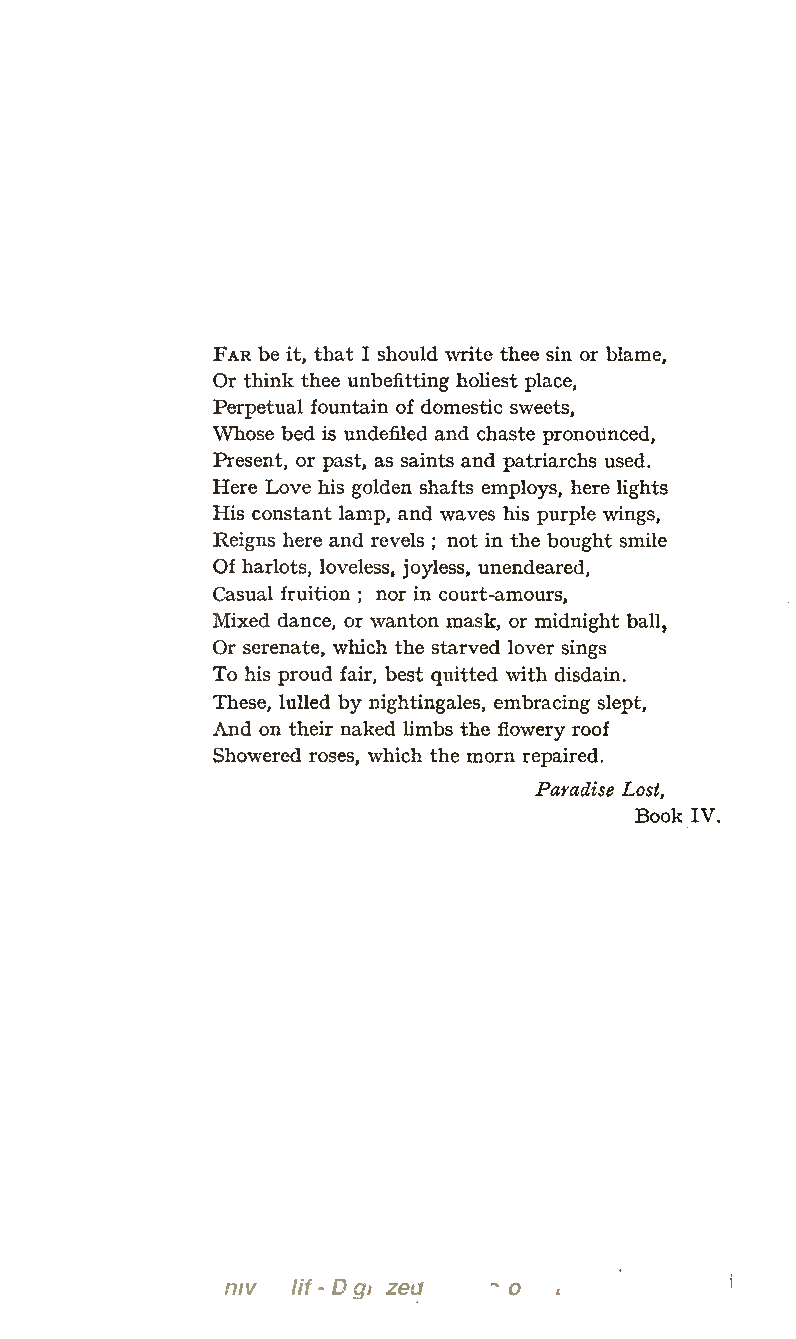 FAR be it, that I should write thee sin or blame,
Or think thee unbefitting holiest place,
Perpetual fountain of domestic sweets,
Whose bed is undefiled and chaste pronounced,
Present, or past, as saints and patriarchs used.
Here Love his golden shafts employs, here lights
His constant lamp, and waves his purple wings,
Reigns here and revels ; not in the bought smile
Of harlots, loveless, joyless, unendeared,
Casual fruition ; nor in court-amours,
Mixed dance, or wanton mask, or midnight ball,
Or serenate, which the starved lover sings
To his proud fair, best quitted with disdain.
These, lulled by nightingales, embracing slept,
And on their naked limbs the flowery roof
Showered roses, which the morn repaired.
Paradise Lost,
Book IV.